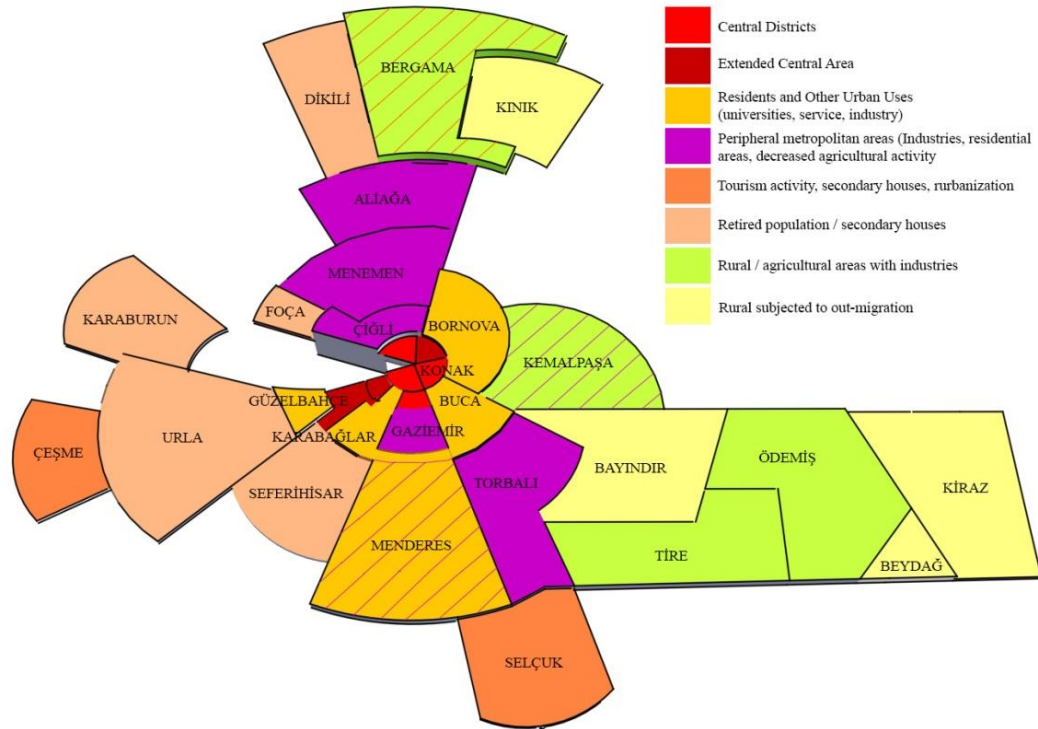 Central Districts
Extended Central Area
Residents and Other Urban Uses
(universities, service, industry)
Peripheral metropolitan areas (Industries, residential
areas, decreased agricultural activity
Tourism activity, secondary houses, rurbanization
Retired population / secondary houses
Rural / agricultural areas with industries
Rural subjected to out-migration
BERGAMA
DİKİLİ
KINIK
ALİAĞA
MENEMEN
FOÇA
ÇİĞLİ
BORNOVA
KARABURUN
KEMALPAŞA
KONAK
GÜZELBAHÇE
BUCA
URLA
KARABAĞLAR
GAZİEMİR
ÇEŞME
SEFERİHİSAR
TORBALI
BAYINDIR
ÖDEMİŞ
KİRAZ
MENDERES
TİRE
BEYDAĞ
SELÇUK